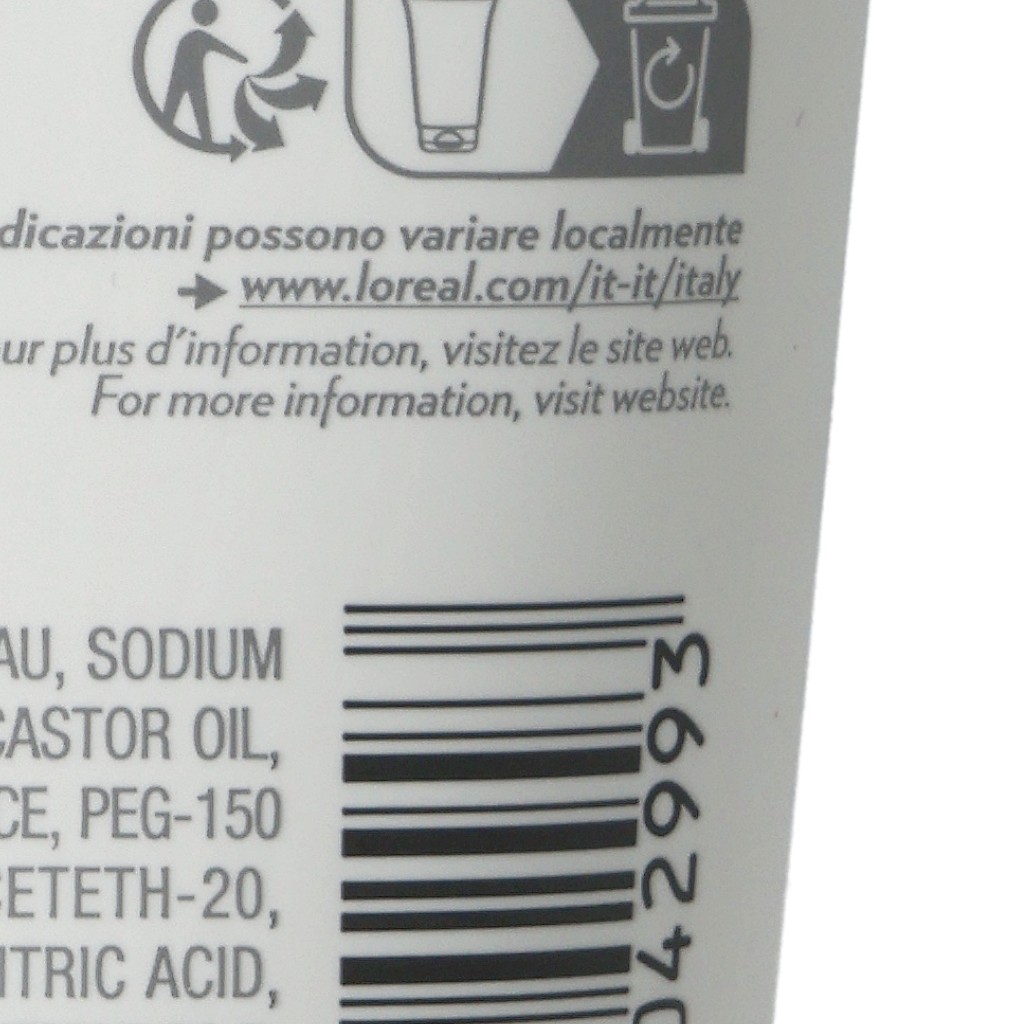 dicazioni possono variare localmente
➔ www.loreal.com/it-it/italy
ur plus d'information, visitez le site web.
For more information, visit website.
AU, SODIUM
CASTOR OIL,
CE, PEG-150
CETETH-20,
ITRIC ACID,
042993